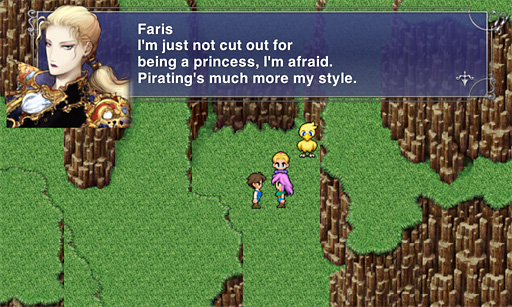 Faris
I'm just not cut out for
being a princess, I'm afraid.
Pirating's much more my style.